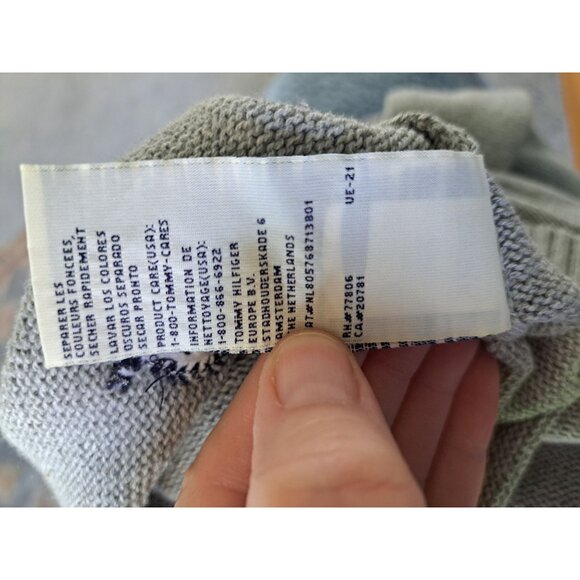 SEPARER LES
COULEURS FONCEES,
SECHER RAPIDEMENT
LAVAR LOS COLORES
OSCUROS SEPARADO
SECAR PRONTO
PRODUCT CARE(USA):
1-800-TOMMY-CARES
INFORMATION DE
NETTOYAGE(USA):
1-800-866-6922
TOMMY HILFIGER
EUROPE B.V.
STADHOUDERSKADE 6
AMSTERDAM
THE NETHERLANDS
VAT#NL805768713B01
RN#77806
CA#20781
UE-21